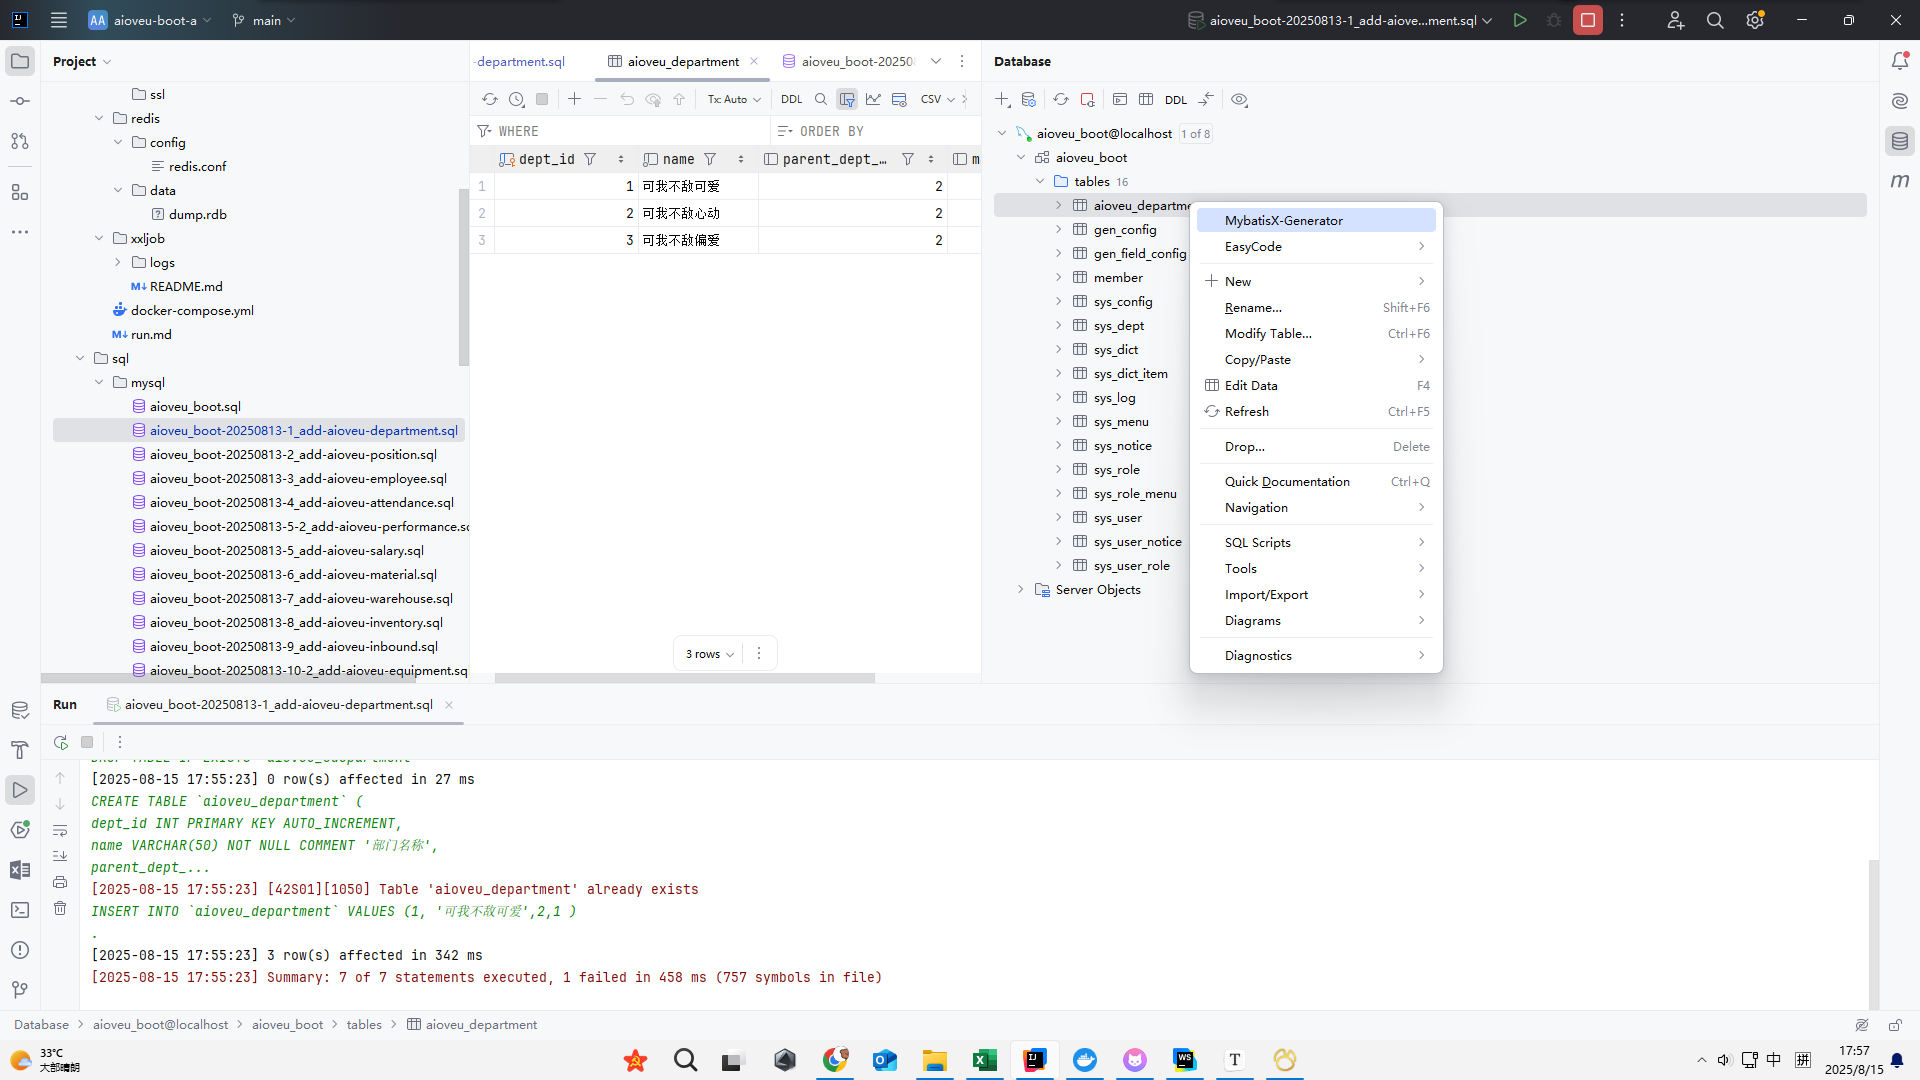 AA aioveu-boot-a
main
aioveu_boot-20250813-1_add-aiove...ment.sql
Project
ssl
redis
config
redis.conf
data
dump.rdb
xxljob
logs
README.md
docker-compose.yml
run.md
sql
mysql
aioveu_boot.sql
aioveu_boot-20250813-1_add-aioveu-department.sql
aioveu_boot-20250813-2_add-aioveu-position.sql
aioveu_boot-20250813-3_add-aioveu-employee.sql
aioveu_boot-20250813-4_add-aioveu-attendance.sql
aioveu_boot-20250813-5-2_add-aioveu-performance.sc
aioveu_boot-20250813-5_add-aioveu-salary.sql
aioveu_boot-20250813-6_add-aioveu-material.sql
aioveu_boot-20250813-7_add-aioveu-warehouse.sql
aioveu_boot-20250813-8_add-aioveu-inventory.sql
aioveu_boot-20250813-9_add-aioveu-inbound.sql
aioveu_boot-20250813-10-2_add-aioveu-equipment.sq
-department.sql
aioveu_department
aioveu_boot-20250
Tx: Auto
DDL
CSV
WHERE
ORDER BY
dept_id name parent_dept_... m
1 1 可我不敌可爱 2
2 2 可我不敌心动 2
3 3 可我不敌偏爱 2
3 rows
Database
DDL
aioveu_boot@localhost 1 of 8
aioveu_boot
tables 16
aioveu_departme
gen_config
gen_field_config
member
sys_config
sys_dept
sys_dict
sys_dict_item
sys_log
sys_menu
sys_notice
sys_role
sys_role_menu
sys_user
sys_user_notice
sys_user_role
Server Objects
MybatisX-Generator
EasyCode
New
Rename... Shift+F6
Modify Table... Ctrl+F6
Copy/Paste
Edit Data F4
Refresh Ctrl+F5
Drop... Delete
Quick Documentation Ctrl+Q
Navigation
SQL Scripts
Tools
Import/Export
Diagrams
Diagnostics
Run
aioveu_boot-20250813-1_add-aioveu-department.sql
[2025-08-15 17:55:23] 0 row(s) affected in 27 ms
CREATE TABLE `aioveu_department` (
dept_id INT PRIMARY KEY AUTO_INCREMENT,
name VARCHAR(50) NOT NULL COMMENT '部门名称',
parent_dept_...
[2025-08-15 17:55:23] [42S01][1050] Table 'aioveu_department' already exists
INSERT INTO `aioveu_department` VALUES (1, '可我不敌可爱',2,1 )
.
[2025-08-15 17:55:23] 3 row(s) affected in 342 ms
[2025-08-15 17:55:23] Summary: 7 of 7 statements executed, 1 failed in 458 ms (757 symbols in file)
Database aioveu_boot@localhost aioveu_boot tables aioveu_department
33°C
大部晴朗
中
拼
17:57
2025/8/15